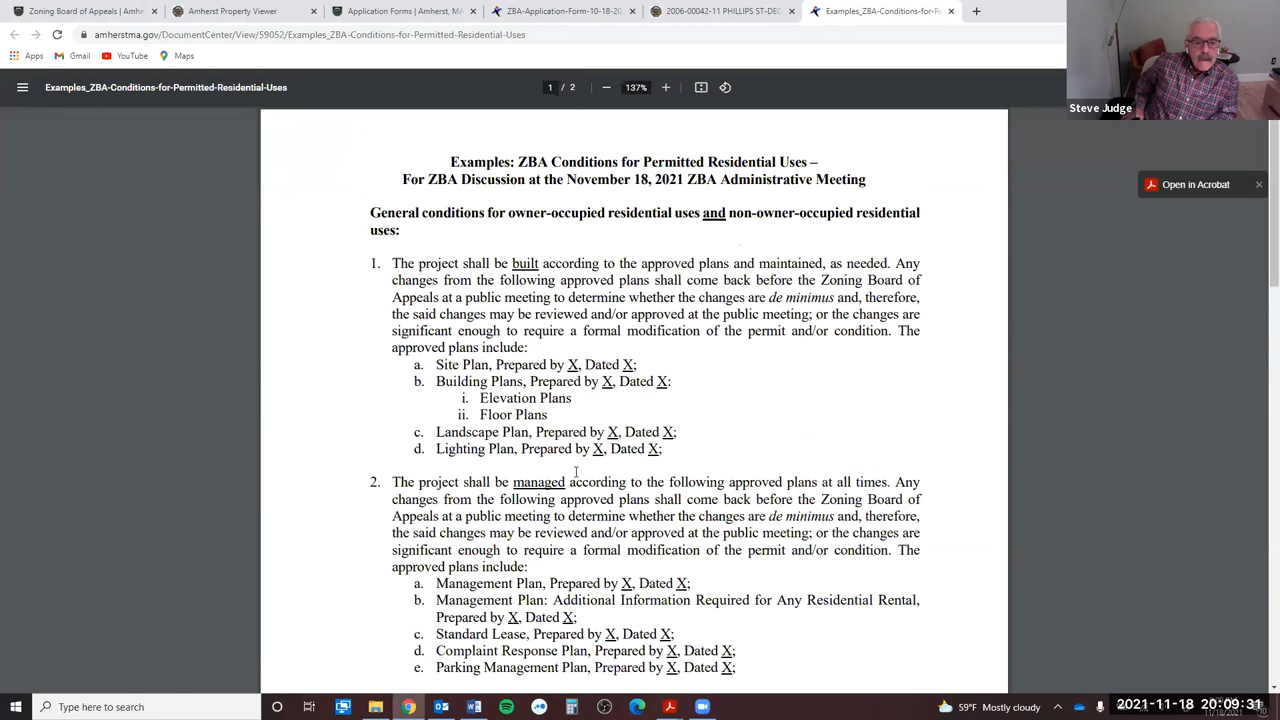 Zoning Board of Appeals | Amhers
Amherst Property Viewer
Application Forms | Amherst, MA
ZBA-Application-Form-10-18-20
2006-00042-11 PHILLIPS ST-DEC
Examples_ZBA-Conditions-for-Pe
amherstma.gov/DocumentCenter/View/59052/Examples_ZBA-Conditions-for-Permitted-Residential-Uses
Apps Gmail YouTube Maps
Examples_ZBA-Conditions-for-Permitted-Residential-Uses
1 / 2
137%
Steve Judge
Open in Acrobat
Examples: ZBA Conditions for Permitted Residential Uses –
For ZBA Discussion at the November 18, 2021 ZBA Administrative Meeting
General conditions for owner-occupied residential uses and non-owner-occupied residential
uses:
1. The project shall be built according to the approved plans and maintained, as needed. Any
changes from the following approved plans shall come back before the Zoning Board of
Appeals at a public meeting to determine whether the changes are de minimus and, therefore,
the said changes may be reviewed and/or approved at the public meeting; or the changes are
significant enough to require a formal modification of the permit and/or condition. The
approved plans include:
a. Site Plan, Prepared by X, Dated X;
b. Building Plans, Prepared by X, Dated X:
i. Elevation Plans
ii. Floor Plans
c. Landscape Plan, Prepared by X, Dated X;
d. Lighting Plan, Prepared by X, Dated X;
2. The project shall be managed according to the following approved plans at all times. Any
changes from the following approved plans shall come back before the Zoning Board of
Appeals at a public meeting to determine whether the changes are de minimus and, therefore,
the said changes may be reviewed and/or approved at the public meeting; or the changes are
significant enough to require a formal modification of the permit and/or condition. The
approved plans include:
a. Management Plan, Prepared by X, Dated X;
b. Management Plan: Additional Information Required for Any Residential Rental,
Prepared by X, Dated X;
c. Standard Lease, Prepared by X, Dated X;
d. Complaint Response Plan, Prepared by X, Dated X;
e. Parking Management Plan, Prepared by X, Dated X;
Type here to search
59°F Mostly cloudy
2021-11-18 20:09:31